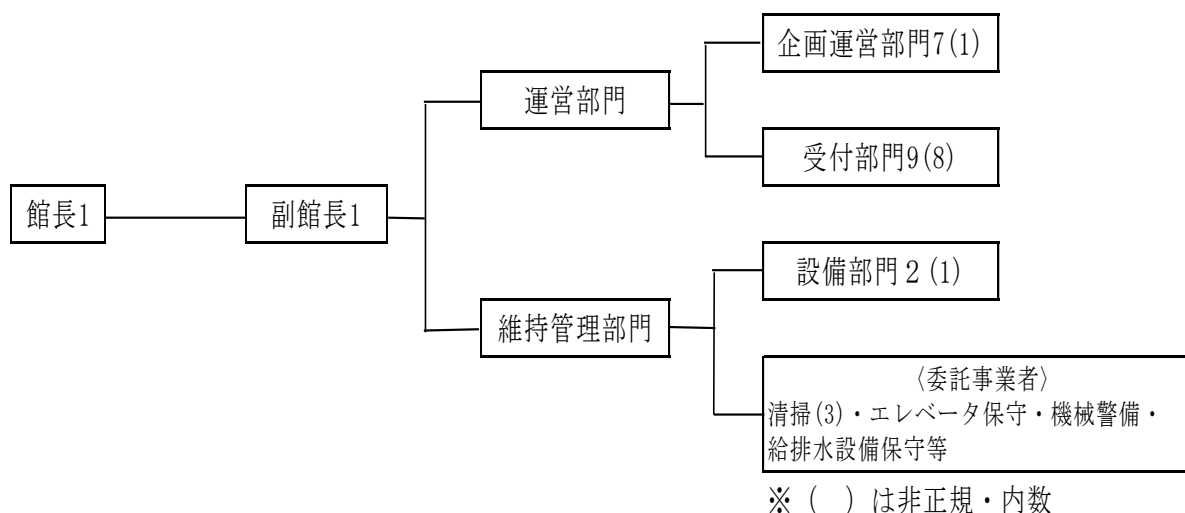 企画運営部門7(1)
運営部門
受付部門9(8)
館長1
副館長1
設備部門２(1)
維持管理部門
〈委託事業者〉
清掃(3)・エレベータ保守・機械警備・
給排水設備保守等
※（　）は非正規・内数